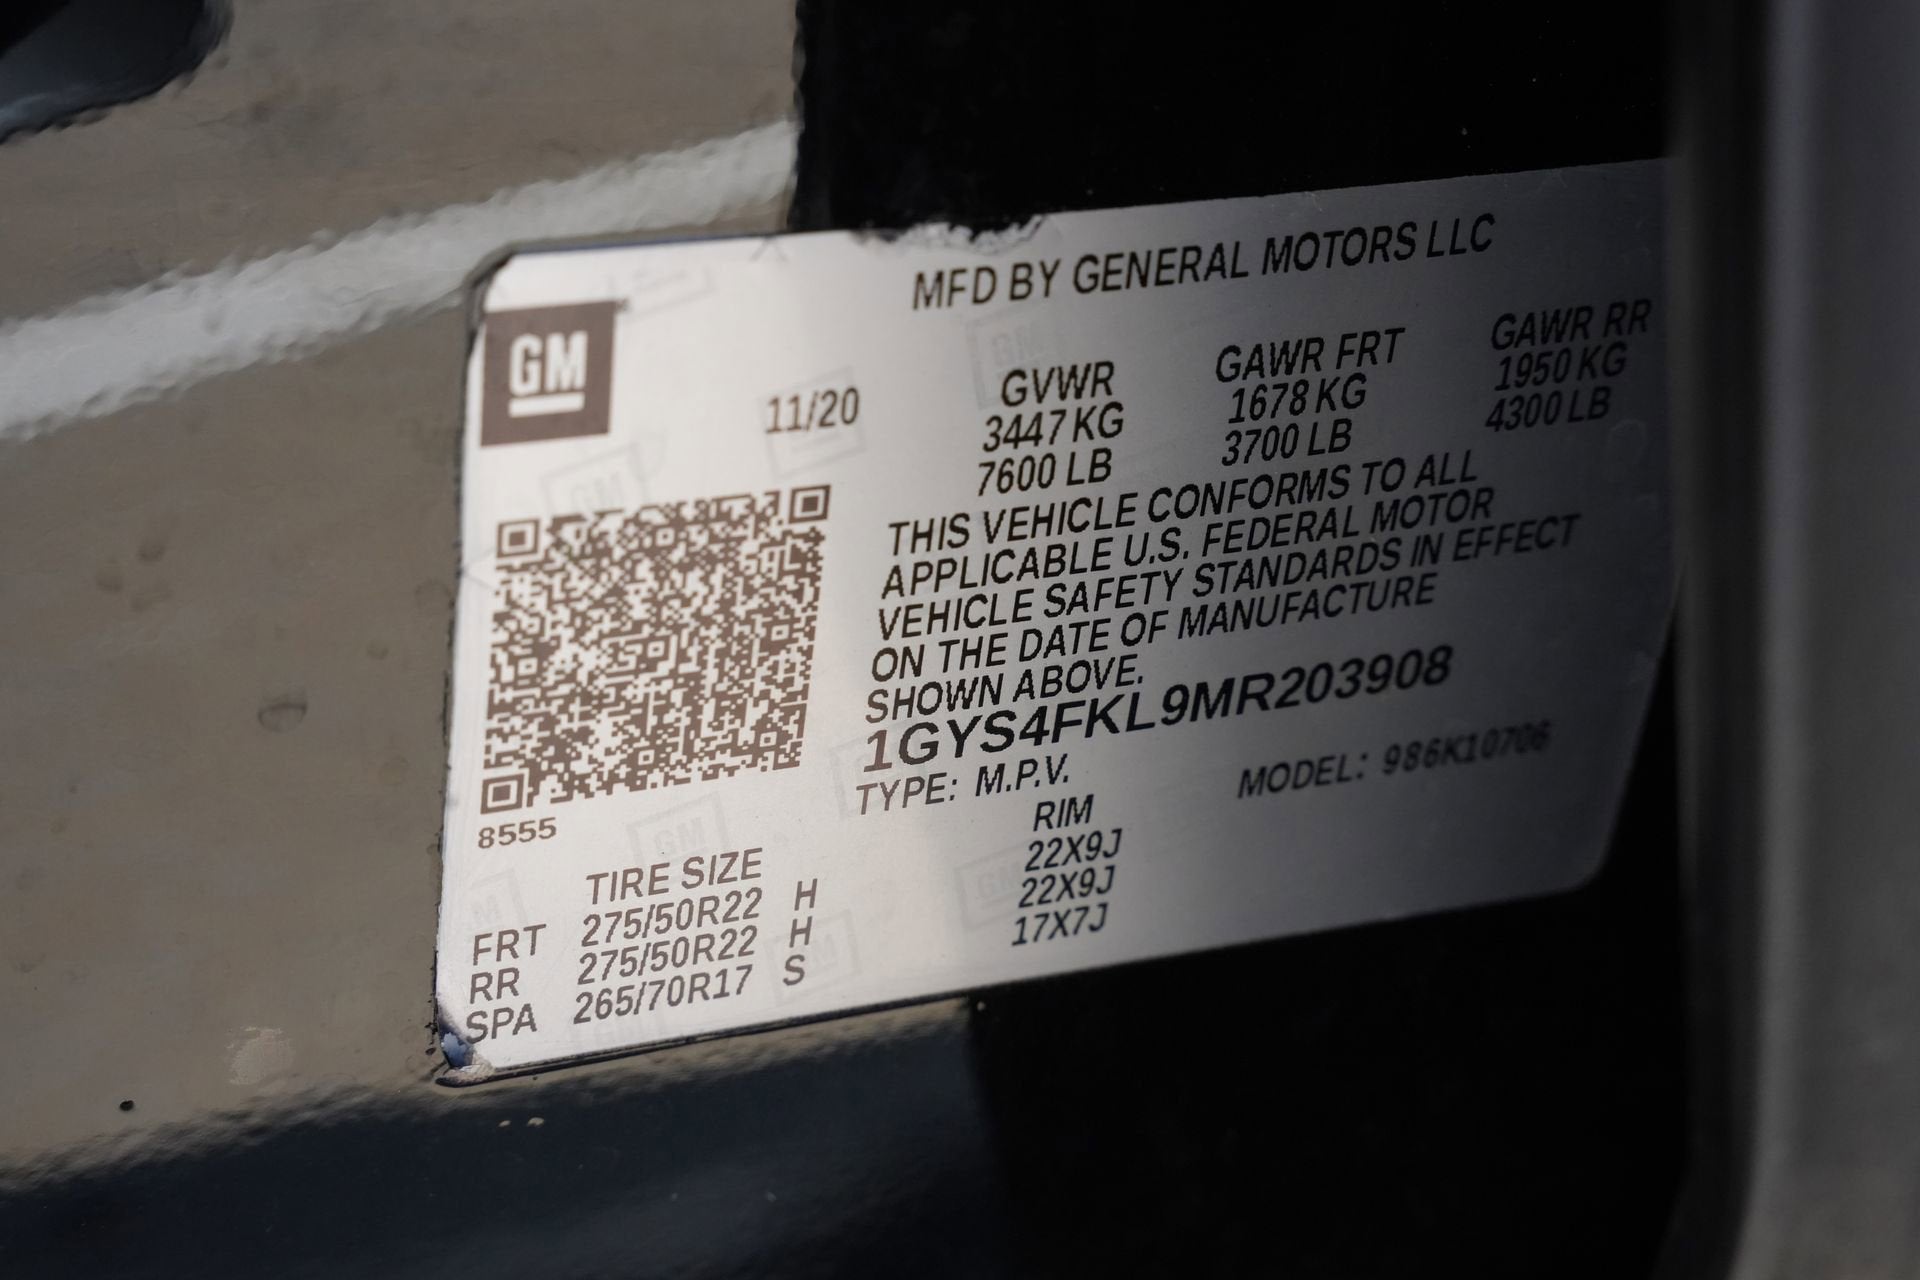 MFD BY GENERAL MOTORS LLC
GM
11/20
GVWR GAWR FRT GAWR RR
3447 KG 1678 KG 1950 KG
7600 LB 3700 LB 4300 LB
THIS VEHICLE CONFORMS TO ALL
APPLICABLE U.S. FEDERAL MOTOR
VEHICLE SAFETY STANDARDS IN EFFECT
ON THE DATE OF MANUFACTURE
SHOWN ABOVE.
1GYS4FKL9MR203908
TYPE: M.P.V. MODEL: 986K10706
8555
TIRE SIZE RIM
FRT 275/50R22 H 22X9J
RR 275/50R22 H 22X9J
SPA 265/70R17 S 17X7J